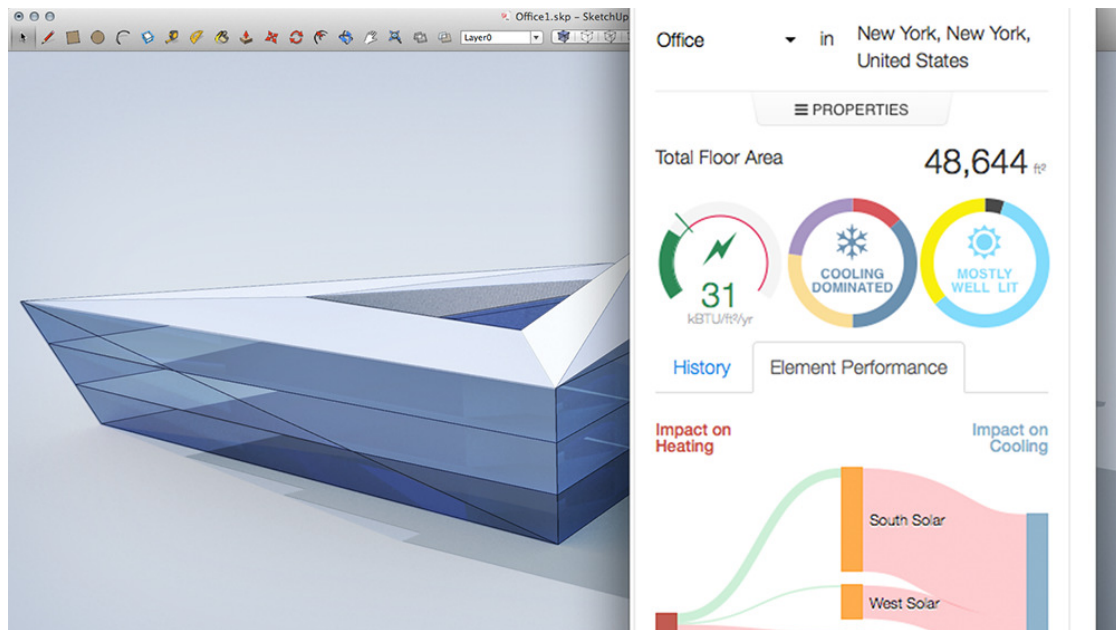 Office1.skp – SketchUp
Layer0
Office
in
New York, New York,
United States
PROPERTIES
Total Floor Area
48,644 ft²
31
kBTU/ft²/yr
COOLING
DOMINATED
MOSTLY
WELL LIT
History
Element Performance
Impact on
Heating
Impact on
Cooling
South Solar
West Solar